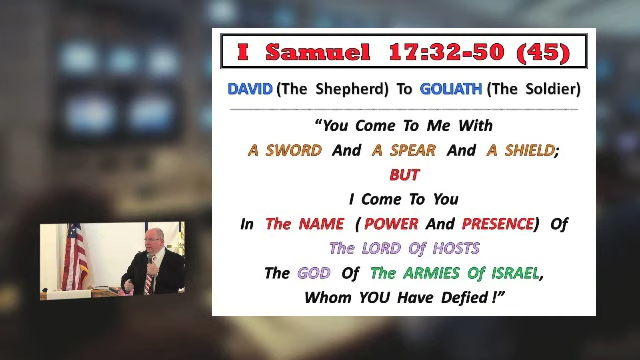 I Samuel 17:32-50 (45)
DAVID (The Shepherd) To GOLIATH (The Soldier)
“You Come To Me With
A SWORD And A SPEAR And A SHIELD;
BUT
I Come To You
In The NAME ( POWER And PRESENCE) Of
The LORD Of HOSTS
The GOD Of The ARMIES Of ISRAEL,
Whom YOU Have Defied !”